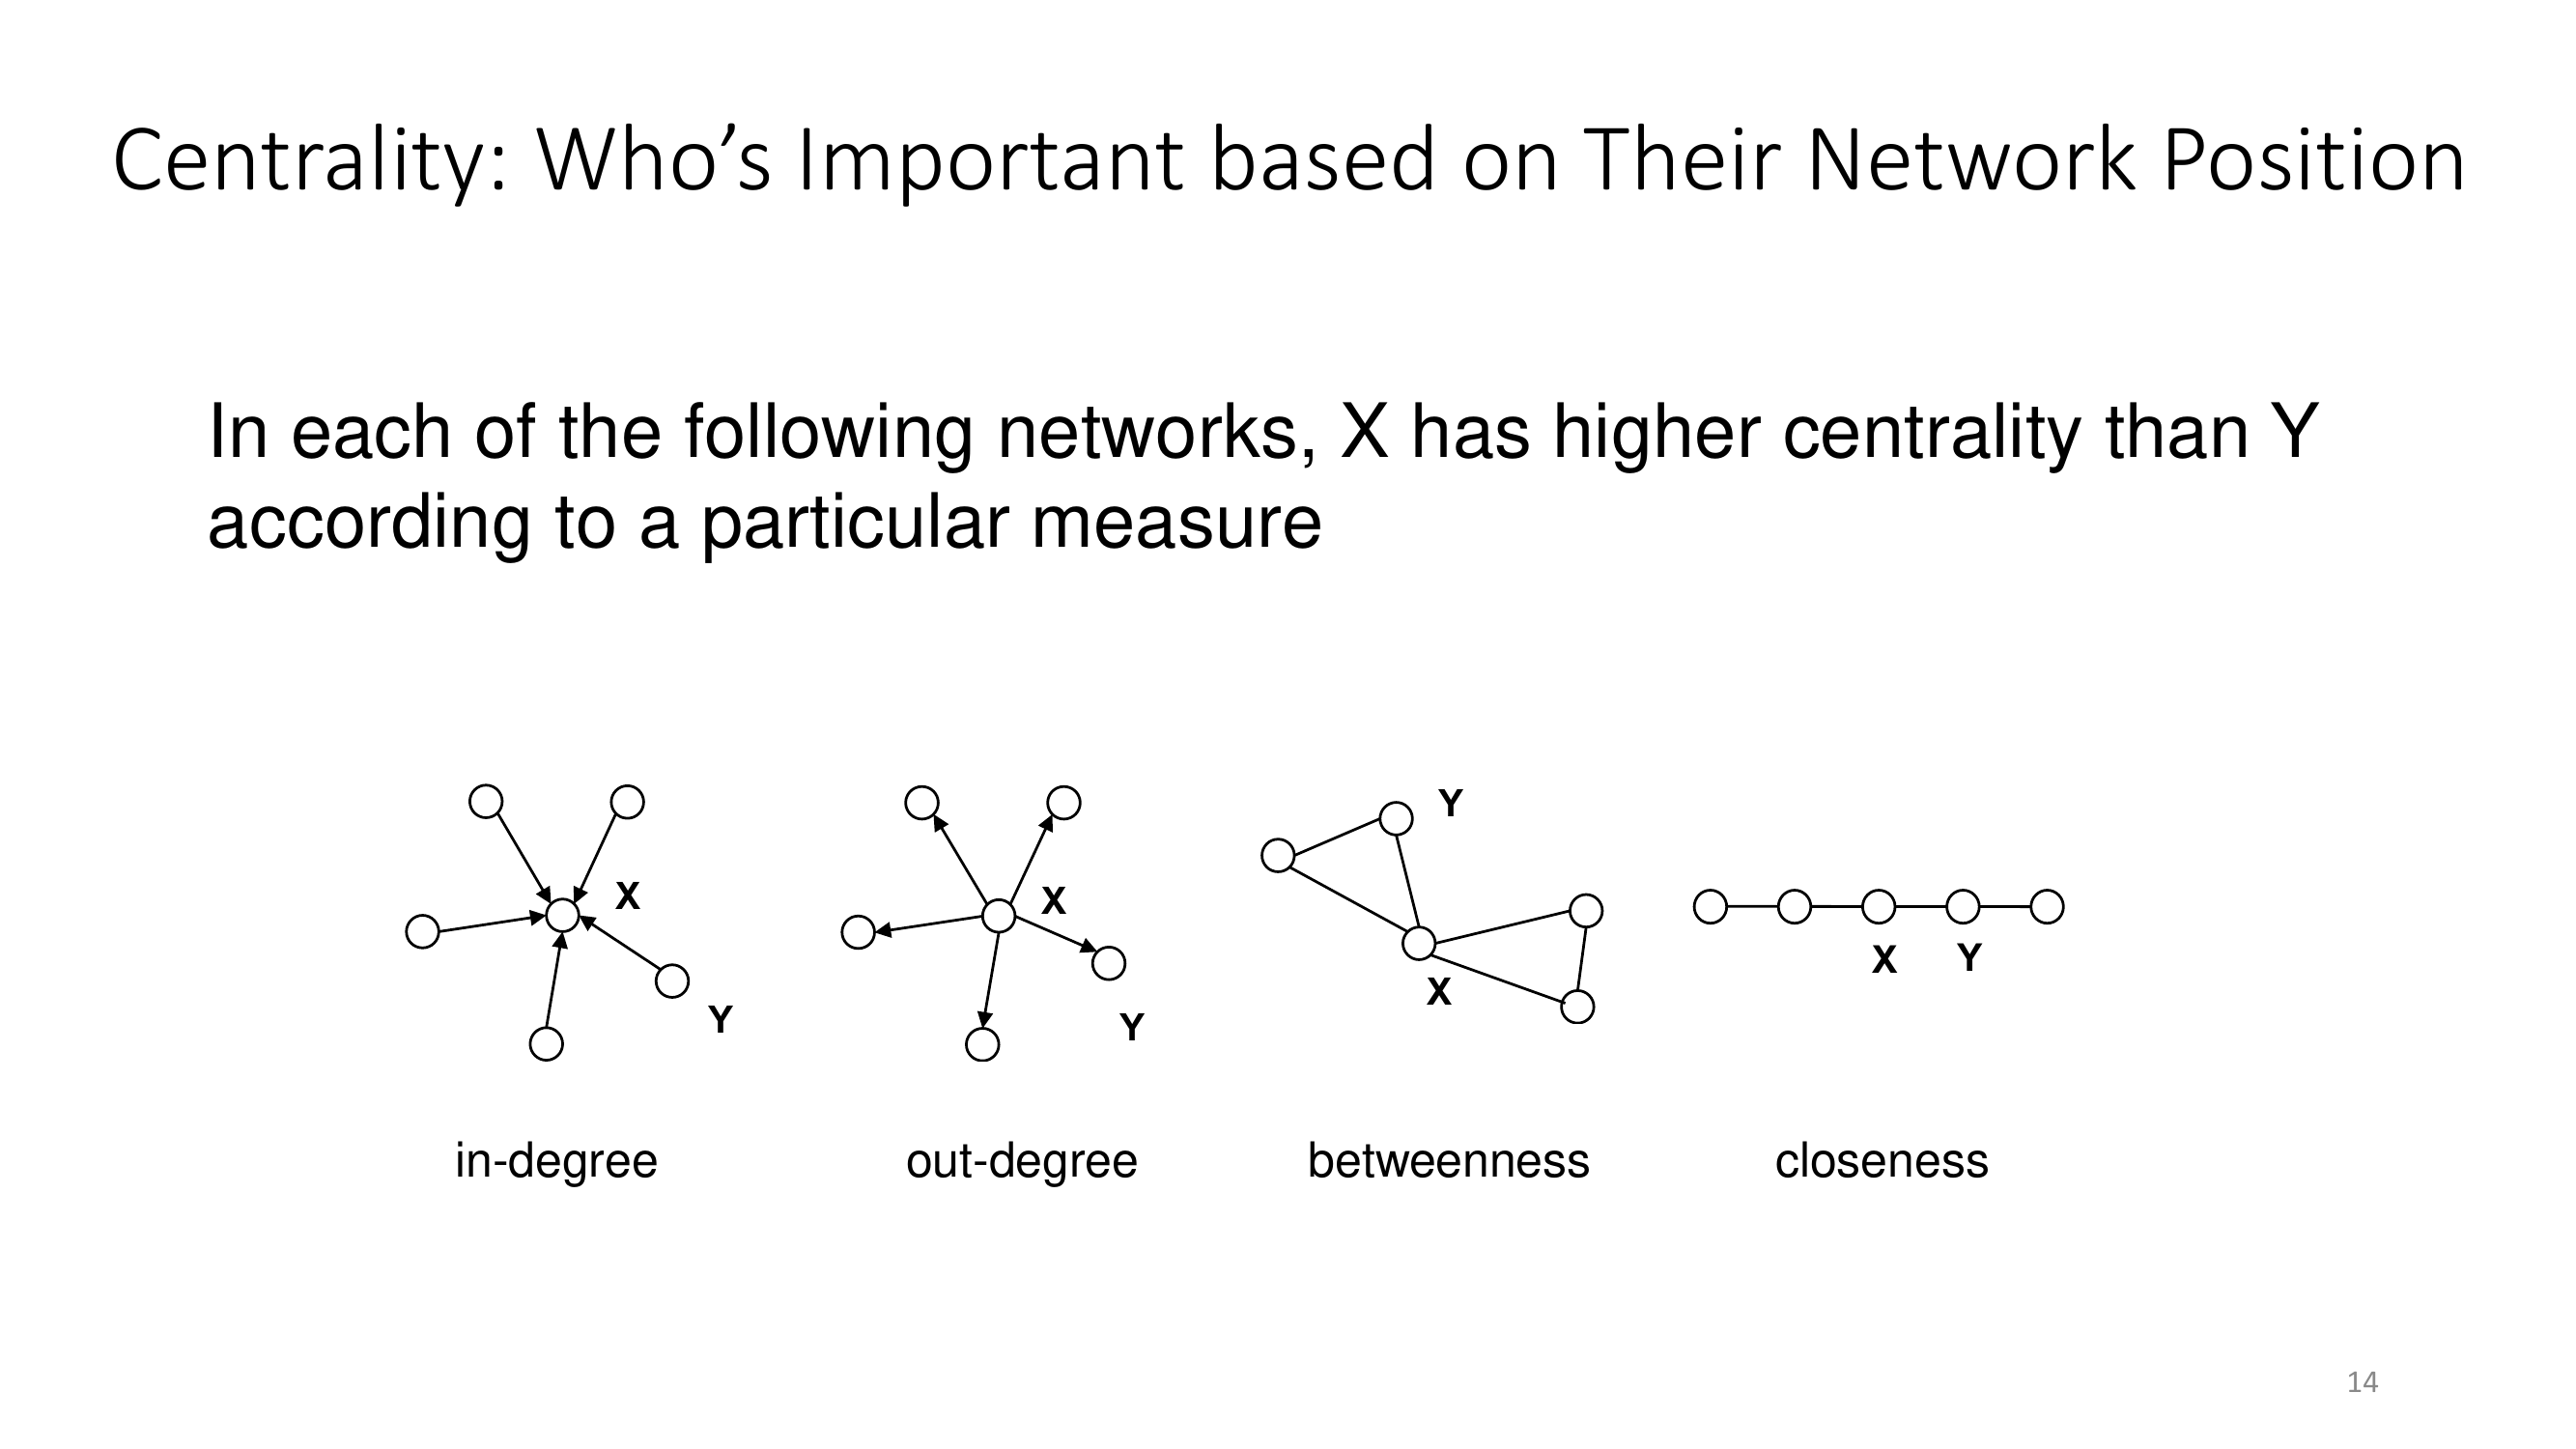 Centrality: Who’s Important based on Their Network Position
In each of the following networks, X has higher centrality than Y
according to a particular measure
Y
X
X
X
Y
Y
X
Y
in-degree
out-degree
betweenness
closeness
14